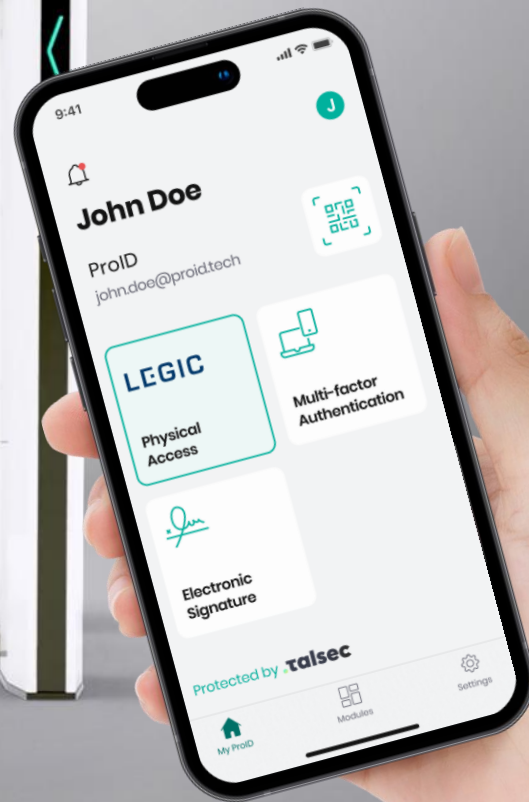 9:41
J
John Doe
ProID
john.doe@proid.tech
LEGIC
Physical
Access
Multi-factor
Authentication
Electronic
Signature
Protected by Talsec
My ProID
Modules
Settings